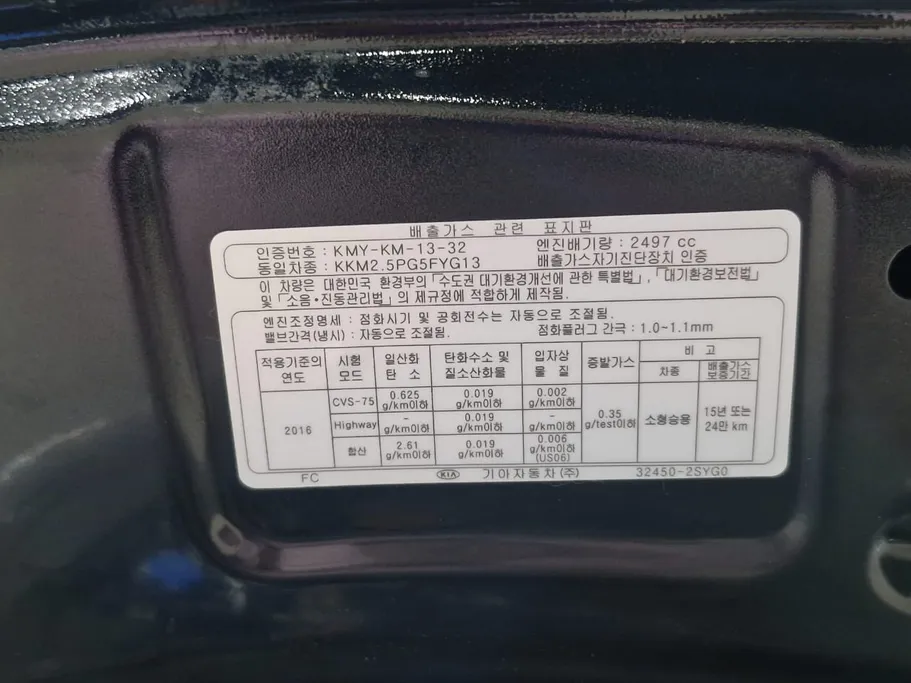 배출가스 관련 표지판
인증번호 : KMY-KM-13-32 엔진배기량 : 2497 cc
동일차종 : KKM2.5PG5FYG13 배출가스자기진단장치 인증
이 차량은 대한민국 환경부의 「수도권 대기환경개선에 관한 특별법」, 「대기환경보전법」
및 「소음·진동관리법」의 제규정에 적합하게 제작됨.
엔진조정명세 : 점화시기 및 공회전수는 자동으로 조절됨.
밸브간격(냉시) : 자동으로 조절됨. 점화플러그 간극 : 1.0~1.1mm
적용기준의 연도 시험 모드 일산화 탄소 탄화수소 및 질소산화물 입자상 물질 증발가스 비고
차종 배출가스 보증기간
CVS-75 0.625 g/km이하 0.019 g/km이하 0.002 g/km이하
2016 Highway - g/km이하 0.019 g/km이하 - g/km이하 0.35 g/test이하 소형승용 15년 또는 24만 km
합산 2.61 g/km이하 0.019 g/km이하 0.006 g/km이하 (US06)
FC KIA 기아자동차(주) 32450-2SYG0